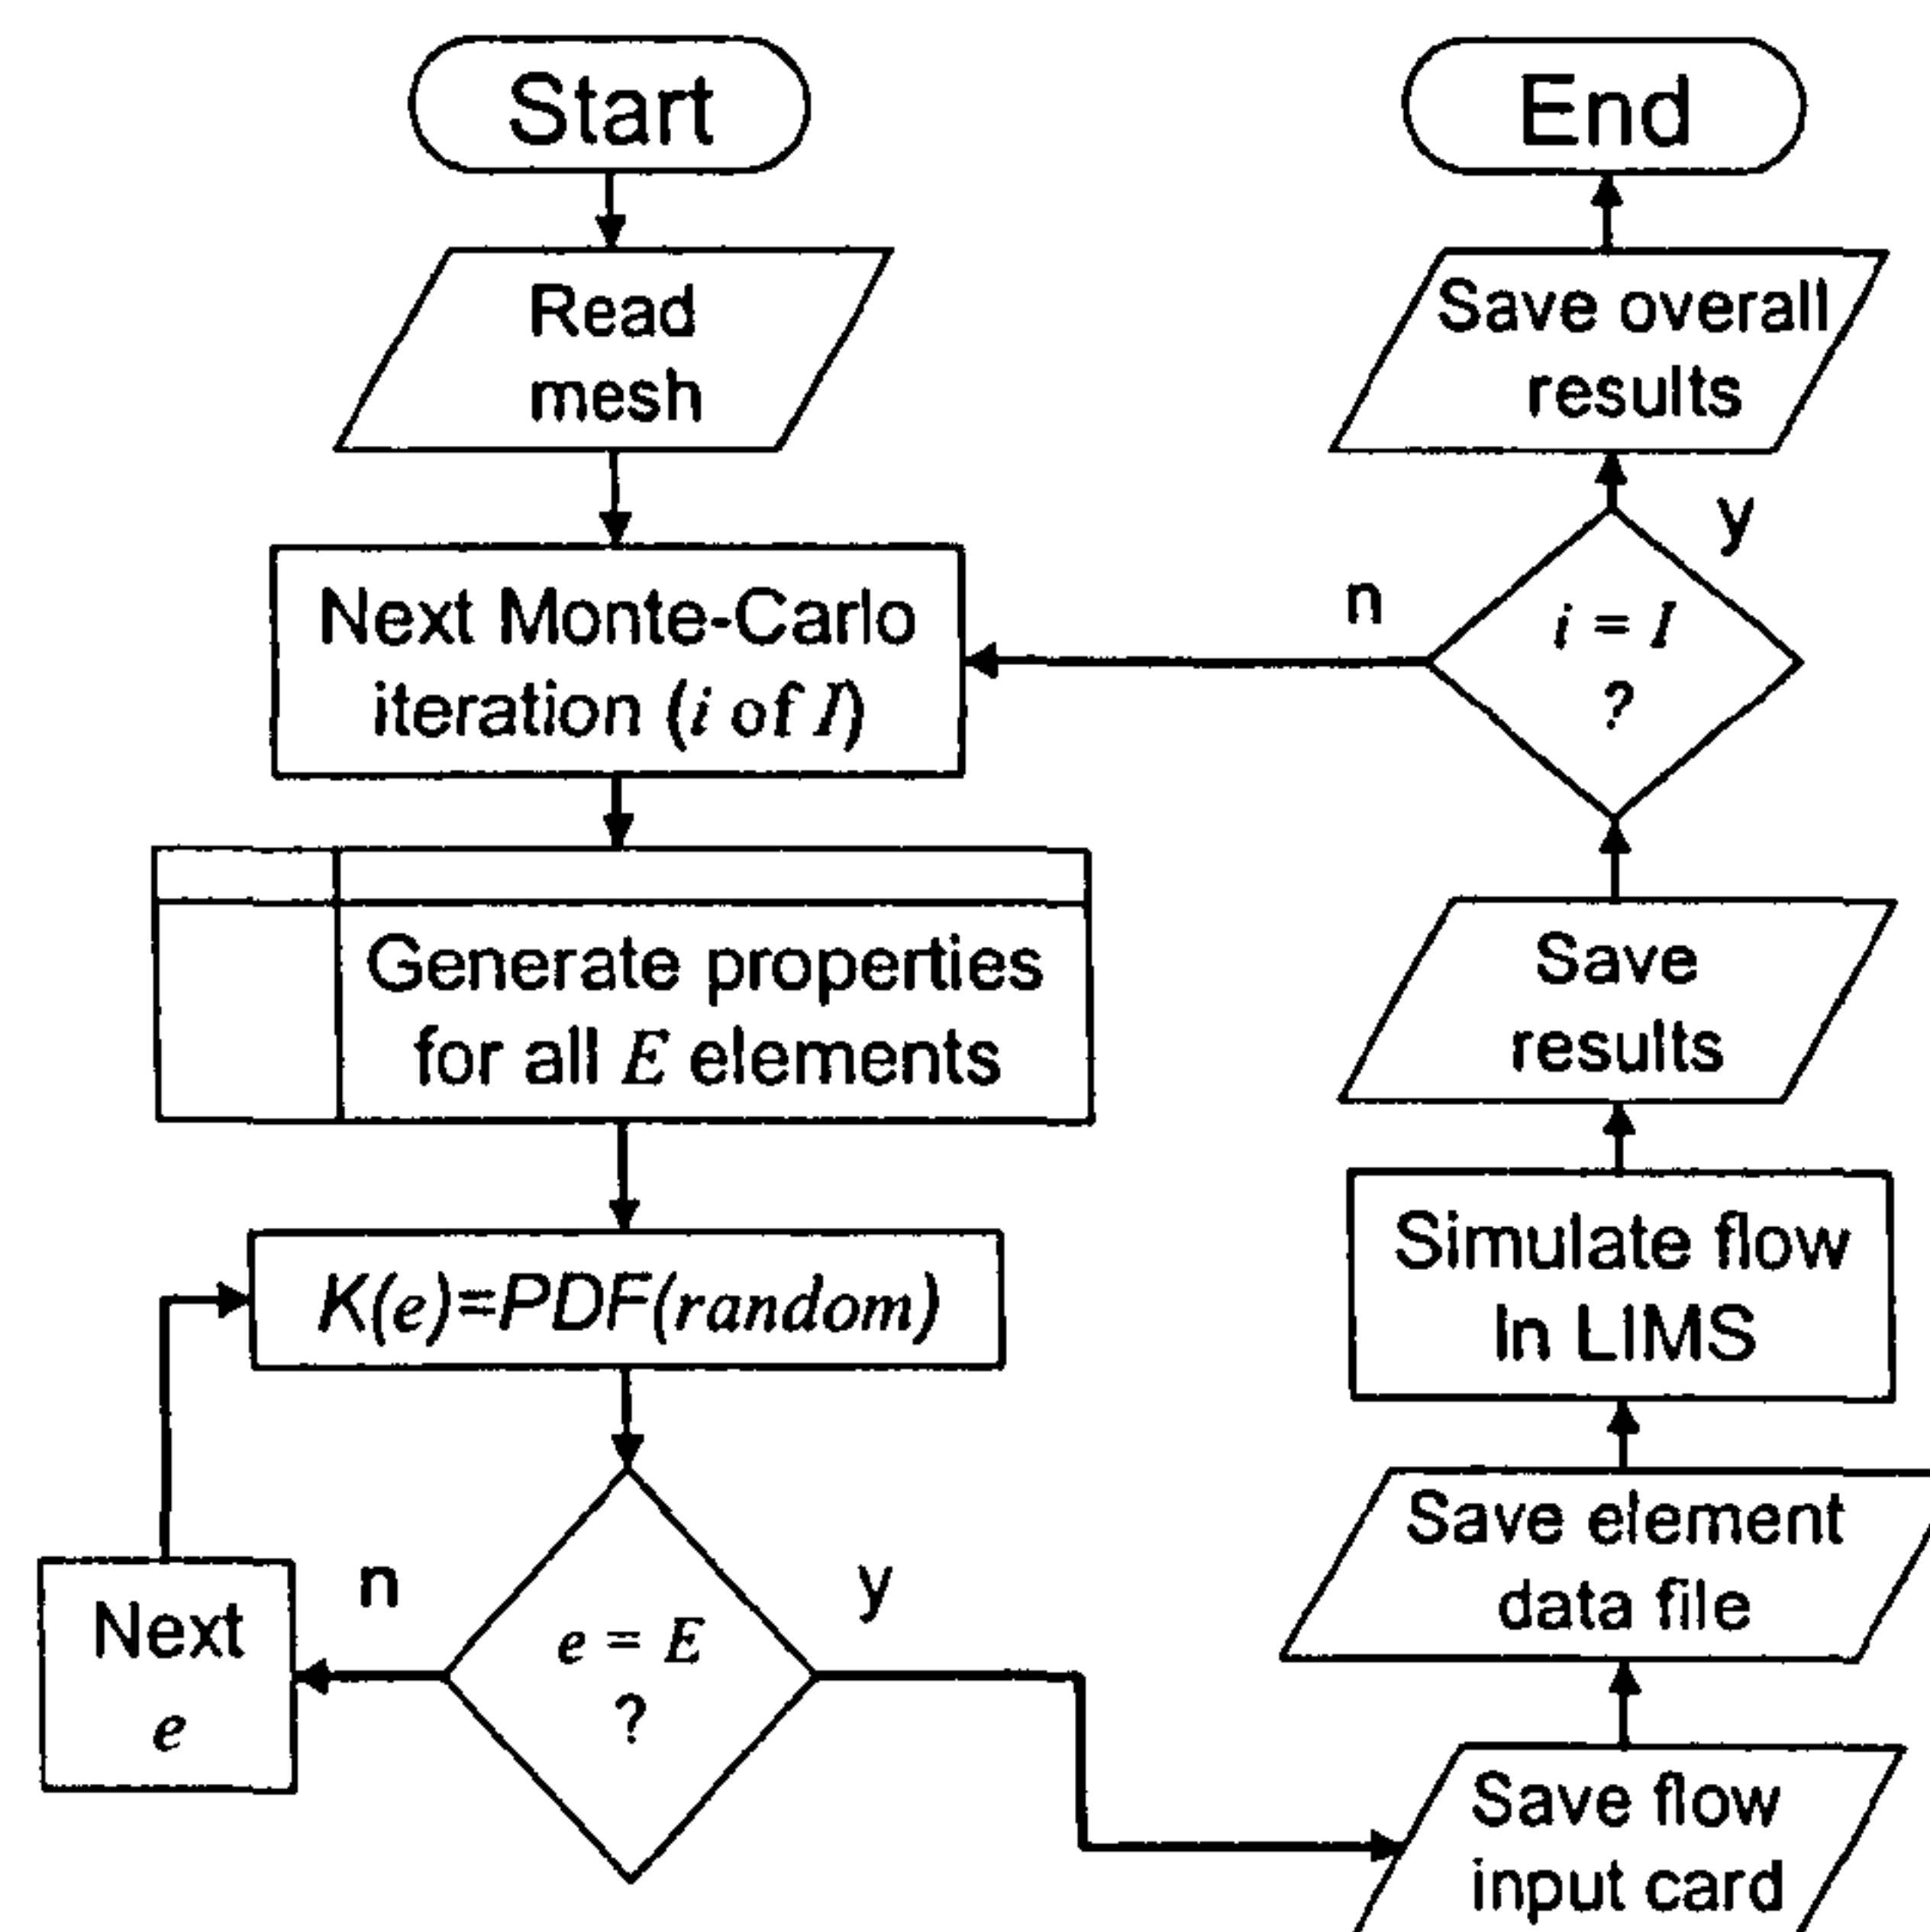 Start
Read
mesh
Next Monte-Carlo
iteration (i of I)
Generate properties
for all E elements
K(e)=PDF(random)
n
y
e = E
?
Next
e
Save flow
input card
Save element
data file
Simulate flow
In LIMS
Save
results
i = I
?
n
y
Save overall
results
End